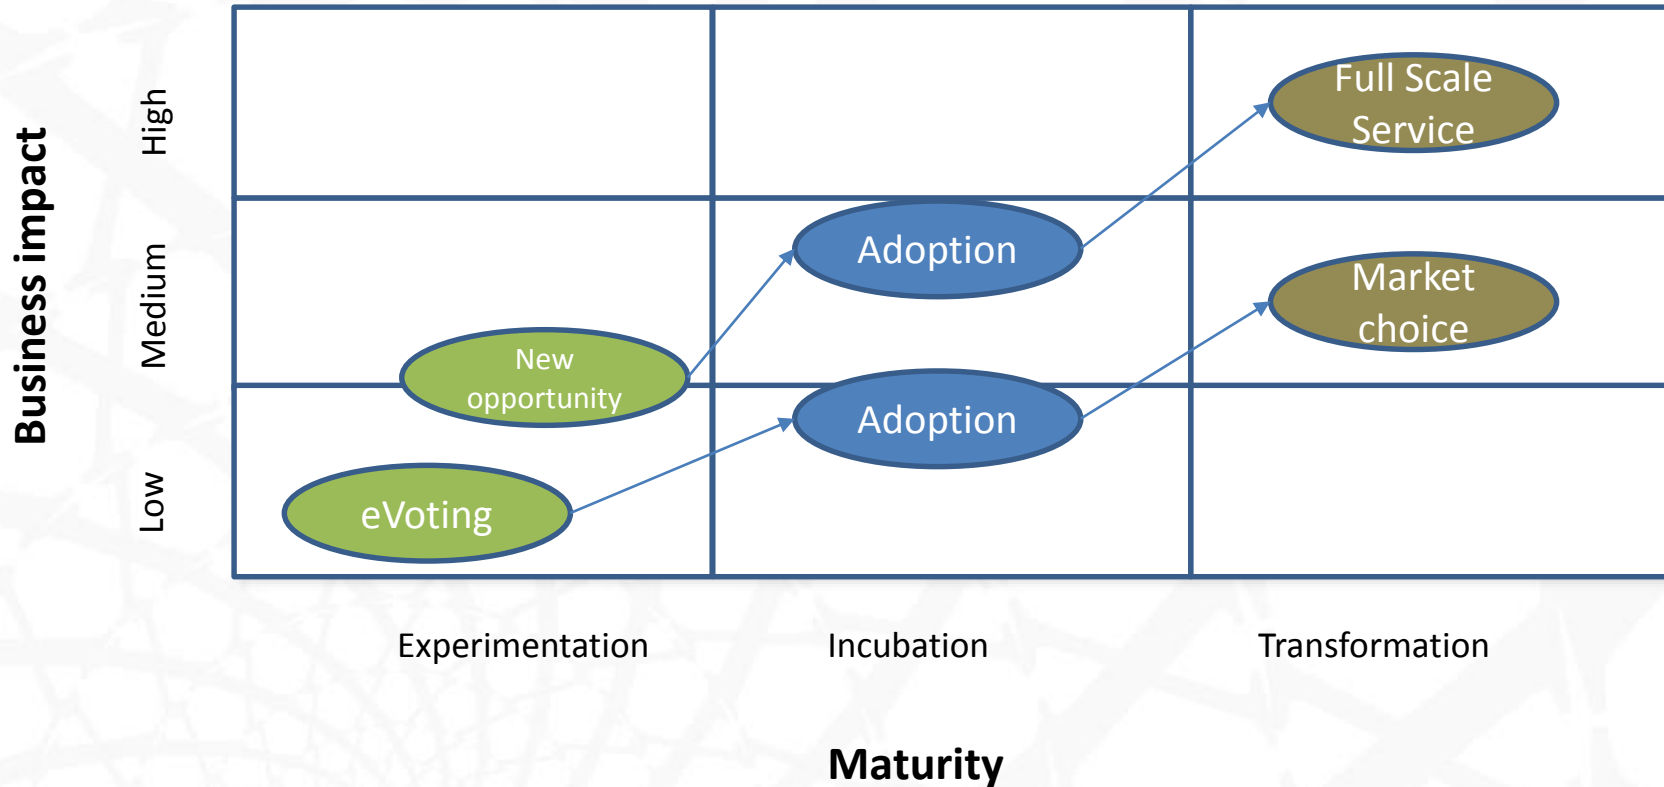 Business impact
High
Medium
Low
Full Scale
Service
Adoption
Market
choice
New
opportunity
Adoption
eVoting
Experimentation
Incubation
Transformation
Maturity